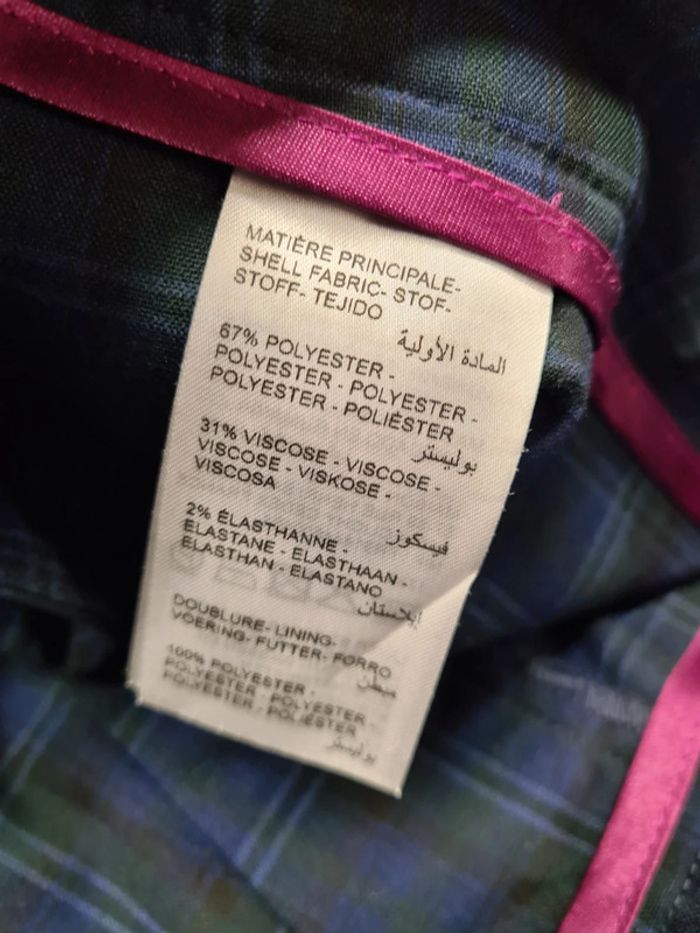 MATIÈRE PRINCIPALE-
SHELL FABRIC- STOF-
STOFF- TEJIDO
المادة الأولية
67% POLYESTER -
POLYESTER - POLYESTER -
POLYESTER - POLIÉSTER
بوليستر
31% VISCOSE - VISCOSE -
VISCOSE - VISKOSE -
VISCOSA
فيسكوز
2% ÉLASTHANNE -
ELASTANE - ELASTHAAN -
ELASTHAN - ELASTANO
إيلاستان
DOUBLURE- LINING-
VOERING- FUTTER- FORRO
مبطن
100% POLYESTER -
POLYESTER - POLYESTER -
POLYESTER - POLIÉSTER
بوليستر